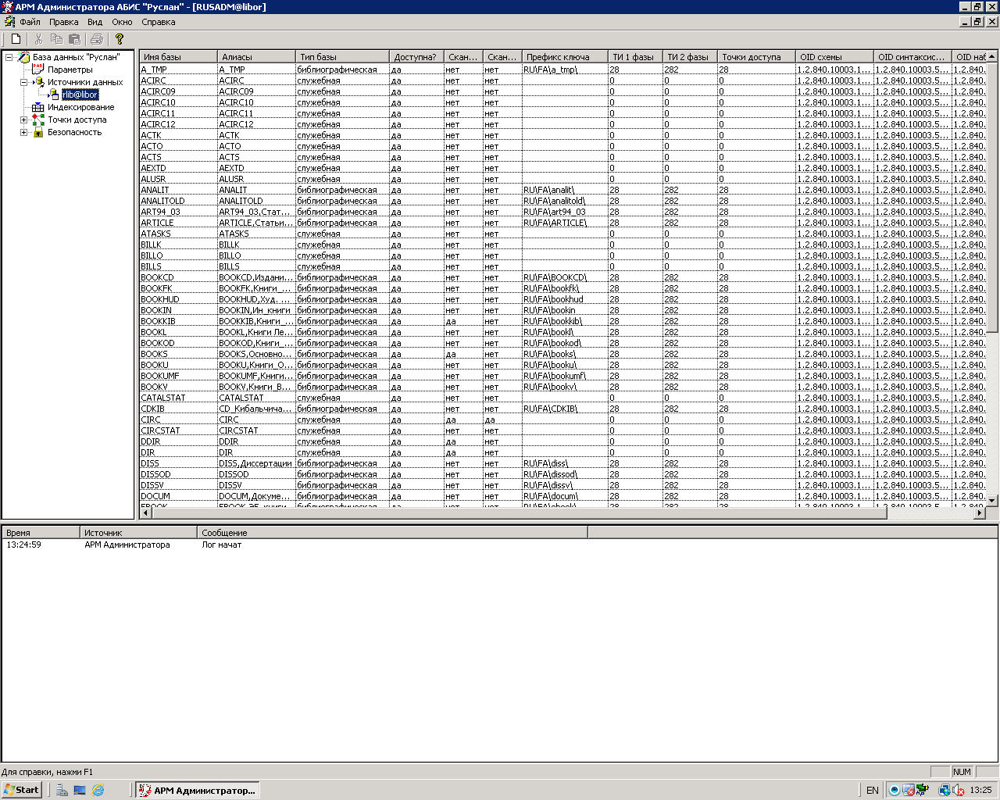 АРМ Администратора АБИС "Руслан" - [RUSADM@libor]
Файл Правка Вид Окно Справка
База данных "Руслан"
Параметры
Источники данных
rlib@libor
Индексирование
Точки доступа
Безопасность
Имя базы Алиасы Тип базы Доступна? Скан... Скан... Префикс ключа ТИ 1 фазы ТИ 2 фазы Точки доступа OID схемы OID синтаксис... OID наб
A_TMP A_TMP библиографическая да нет нет RU\FA\a_tmp\ 28 282 28 1.2.840.10003.1... 1.2.840.10003.5... 1.2.840.
ACIRC ACIRC служебная да нет нет 0 0 0 1.2.840.10003.1... 1.2.840.10003.5... 1.2.840.
ACIRC09 ACIRC09 служебная да нет нет 0 0 0 1.2.840.10003.1... 1.2.840.10003.5... 1.2.840.
ACIRC10 ACIRC10 служебная да нет нет 0 0 0 1.2.840.10003.1... 1.2.840.10003.5... 1.2.840.
ACIRC11 ACIRC11 служебная да нет нет 0 0 0 1.2.840.10003.1... 1.2.840.10003.5... 1.2.840.
ACIRC12 ACIRC12 служебная да нет нет 0 0 0 1.2.840.10003.1... 1.2.840.10003.5... 1.2.840.
ACTK ACTK служебная да нет нет 0 0 0 1.2.840.10003.1... 1.2.840.10003.5... 1.2.840.
ACTO ACTO служебная да нет нет 0 0 0 1.2.840.10003.1... 1.2.840.10003.5... 1.2.840.
ACTS ACTS служебная да нет нет 0 0 0 1.2.840.10003.1... 1.2.840.10003.5... 1.2.840.
AEXTD AEXTD служебная да нет нет 0 0 0 1.2.840.10003.1... 1.2.840.10003.5... 1.2.840.
ALUSR ALUSR служебная да нет нет 0 0 0 1.2.840.10003.1... 1.2.840.10003.5... 1.2.840.
ANALIT ANALIT библиографическая да нет нет RU\FA\analit\ 28 282 28 1.2.840.10003.1... 1.2.840.10003.5... 1.2.840.
ANALITOLD ANALITOLD библиографическая да нет нет RU\FA\analitold\ 28 282 28 1.2.840.10003.1... 1.2.840.10003.5... 1.2.840.
ART94_03 ART94_03,Стат... библиографическая да нет нет RU\FA\art94_03 28 282 28 1.2.840.10003.1... 1.2.840.10003.5... 1.2.840.
ARTICLE ARTICLE,Статьи... библиографическая да нет нет RU\FA\ARTICLE\ 28 282 28 1.2.840.10003.1... 1.2.840.10003.5... 1.2.840.
ATASKS ATASKS служебная да нет нет 0 0 0 1.2.840.10003.1... 1.2.840.10003.5... 1.2.840.
BILLK BILLK служебная да нет нет 0 0 0 1.2.840.10003.1... 1.2.840.10003.5... 1.2.840.
BILLO BILLO служебная да нет нет 0 0 0 1.2.840.10003.1... 1.2.840.10003.5... 1.2.840.
BILLS BILLS служебная да нет нет 0 0 0 1.2.840.10003.1... 1.2.840.10003.5... 1.2.840.
BOOKCD BOOKCD,Издани... библиографическая да нет нет RU\FA\BOOKCD\ 28 282 28 1.2.840.10003.1... 1.2.840.10003.5... 1.2.840.
BOOKFK BOOKFK,Книги_... библиографическая да нет нет RU\FA\bookfk\ 28 282 28 1.2.840.10003.1... 1.2.840.10003.5... 1.2.840.
BOOKHUD BOOKHUD,Худ. ... библиографическая да нет нет RU\FA\bookhud 28 282 28 1.2.840.10003.1... 1.2.840.10003.5... 1.2.840.
BOOKIN BOOKIN,Ин_книги библиографическая да нет нет RU\FA\bookin 28 282 28 1.2.840.10003.1... 1.2.840.10003.5... 1.2.840.
BOOKKIB BOOKKIB,Книги_... библиографическая да да нет RU\FA\bookkib\ 28 282 28 1.2.840.10003.1... 1.2.840.10003.5... 1.2.840.
BOOKL BOOKL,Книги Ле... библиографическая да нет нет RU\FA\bookl\ 28 282 28 1.2.840.10003.1... 1.2.840.10003.5... 1.2.840.
BOOKOD BOOKOD,Книги_... библиографическая да нет нет RU\FA\bookod\ 28 282 28 1.2.840.10003.1... 1.2.840.10003.5... 1.2.840.
BOOKS BOOKS,Основно... библиографическая да да нет RU\FA\books\ 28 282 28 1.2.840.10003.1... 1.2.840.10003.5... 1.2.840.
BOOKU BOOKU,Книги_О... библиографическая да нет нет RU\FA\booku\ 28 282 28 1.2.840.10003.1... 1.2.840.10003.5... 1.2.840.
BOOKUMF BOOKUMF,Книги... библиографическая да нет нет RU\FA\bookumf\ 28 282 28 1.2.840.10003.1... 1.2.840.10003.5... 1.2.840.
BOOKV BOOKV,Книги_В... библиографическая да нет нет RU\FA\bookv\ 28 282 28 1.2.840.10003.1... 1.2.840.10003.5... 1.2.840.
CATALSTAT CATALSTAT служебная да нет нет 0 0 0 1.2.840.10003.1... 1.2.840.10003.5... 1.2.840.
CDKIB CD_Кибальчича... библиографическая да нет нет RU\FA\CDKIB\ 28 282 28 1.2.840.10003.1... 1.2.840.10003.5... 1.2.840.
CIRC CIRC служебная да да да 0 0 0 1.2.840.10003.1... 1.2.840.10003.5... 1.2.840.
CIRCSTAT CIRCSTAT служебная да нет нет 0 0 0 1.2.840.10003.1... 1.2.840.10003.5... 1.2.840.
DDIR DDIR служебная да да нет 0 0 0 1.2.840.10003.1... 1.2.840.10003.5... 1.2.840.
DIR DIR служебная да да нет 0 0 0 1.2.840.10003.1... 1.2.840.10003.5... 1.2.840.
DISS DISS,Диссертации библиографическая да нет нет RU\FA\diss\ 28 282 28 1.2.840.10003.1... 1.2.840.10003.5... 1.2.840.
DISSOD DISSOD библиографическая да нет нет RU\FA\dissod\ 28 282 28 1.2.840.10003.1... 1.2.840.10003.5... 1.2.840.
DISSV DISSV библиографическая да нет нет RU\FA\dissv\ 28 282 28 1.2.840.10003.1... 1.2.840.10003.5... 1.2.840.
DOCUM DOCUM,Докуме... библиографическая да нет нет RU\FA\docum\ 28 282 28 1.2.840.10003.1... 1.2.840.10003.5... 1.2.840.
EBOOK EBOOK,ЭБ_книги библиографическая да нет нет RU\FA\ebook\ 28 282 28 1.2.840.10003.1... 1.2.840.10003.5... 1.2.840.
Время Источник Сообщение
13:24:59 АРМ Администратора Лог начат
Для справки, нажми F1
NUM
Start АРМ Администратор... EN 13:25